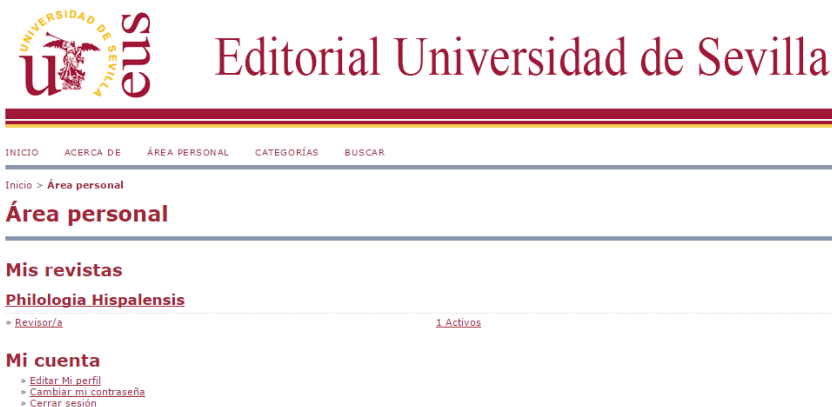 UNIVERSIDAD DE SEVILLA
eus
Editorial Universidad de Sevilla
INICIO ACERCA DE ÁREA PERSONAL CATEGORÍAS BUSCAR
Inicio > Área personal
Área personal
Mis revistas
Philologia Hispalensis
» Revisor/a 1 Activos
Mi cuenta
» Editar Mi perfil
» Cambiar mi contraseña
» Cerrar sesión